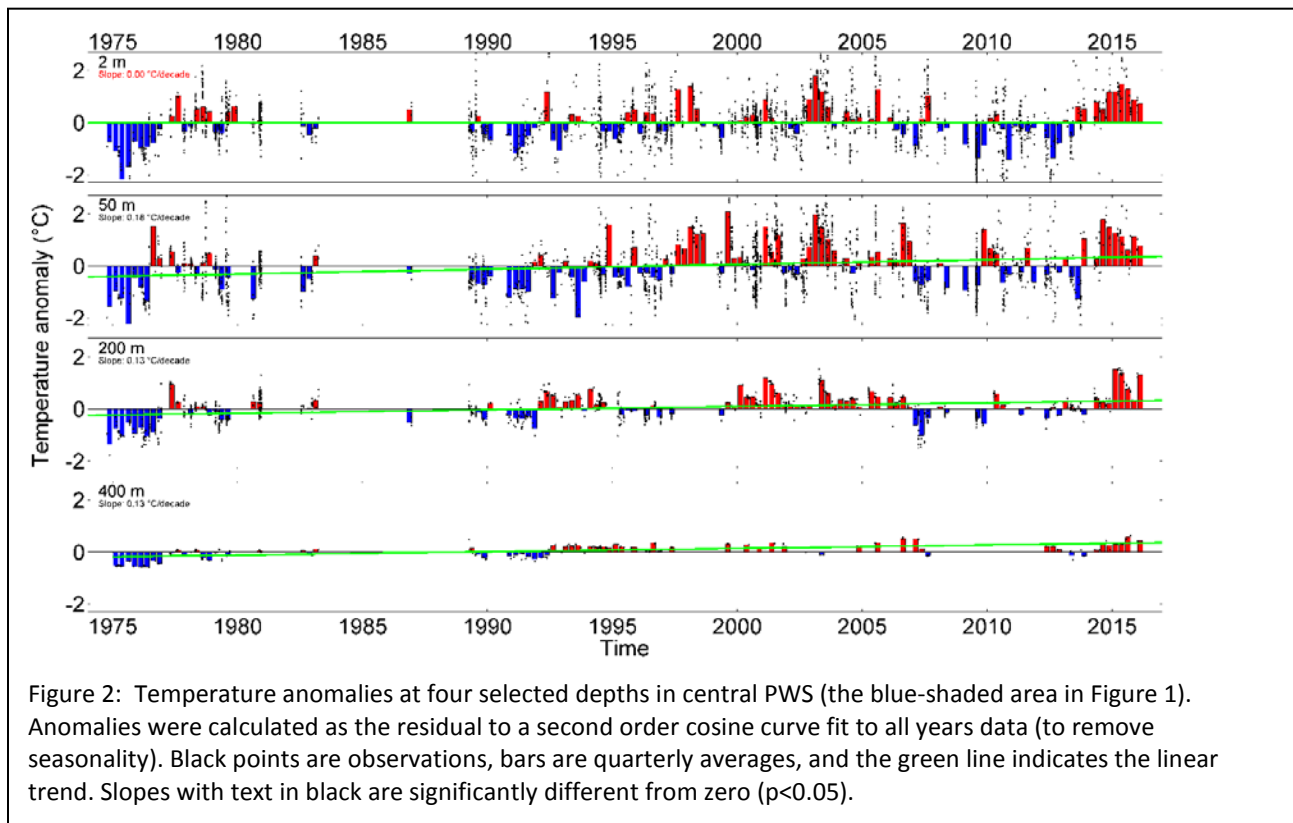 1975 1980 1985 1990 1995 2000 2005 2010 2015
2 m
Slope: 0.00 °C/decade
2
0
-2
50 m
Slope: 0.18 °C/decade
2
0
-2
200 m
Slope: 0.13 °C/decade
2
0
-2
400 m
Slope: 0.13 °C/decade
2
0
-2
Temperature anomaly (°C)
1975 1980 1985 1990 1995 2000 2005 2010 2015
Time
Figure 2: Temperature anomalies at four selected depths in central PWS (the blue-shaded area in Figure 1).
Anomalies were calculated as the residual to a second order cosine curve fit to all years data (to remove
seasonality). Black points are observations, bars are quarterly averages, and the green line indicates the linear
trend. Slopes with text in black are significantly different from zero (p<0.05).